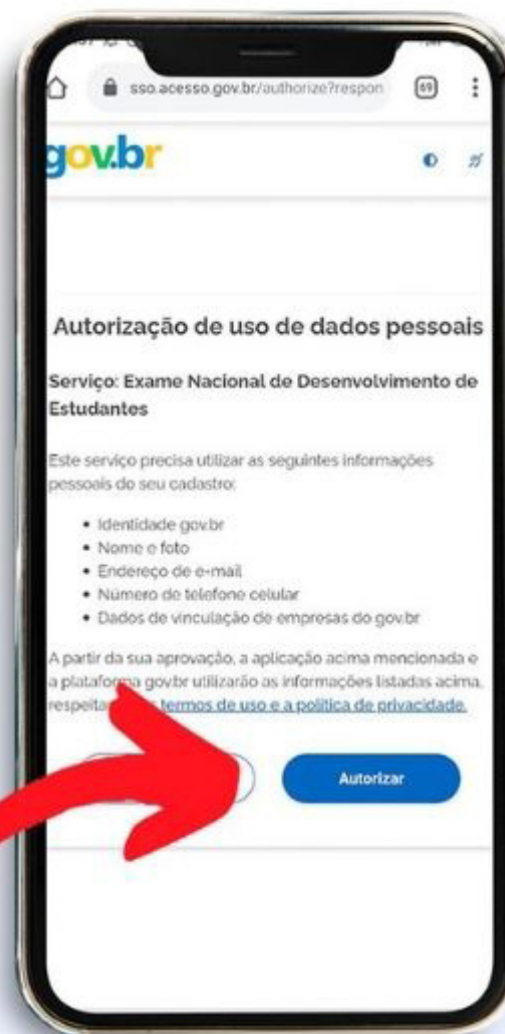 sso.acesso.gov.br/authorize?respon
69
gov.br
Autorização de uso de dados pessoais
Serviço: Exame Nacional de Desenvolvimento de
Estudantes
Este serviço precisa utilizar as seguintes informações
pessoais do seu cadastro:
Identidade gov.br
Nome e foto
Endereço de e-mail
Número de telefone celular
Dados de vinculação de empresas do gov.br
A partir da sua aprovação, a aplicação acima mencionada e
a plataforma gov.br utilizarão as informações listadas acima,
termos de uso e a política de privacidade.
Autorizar